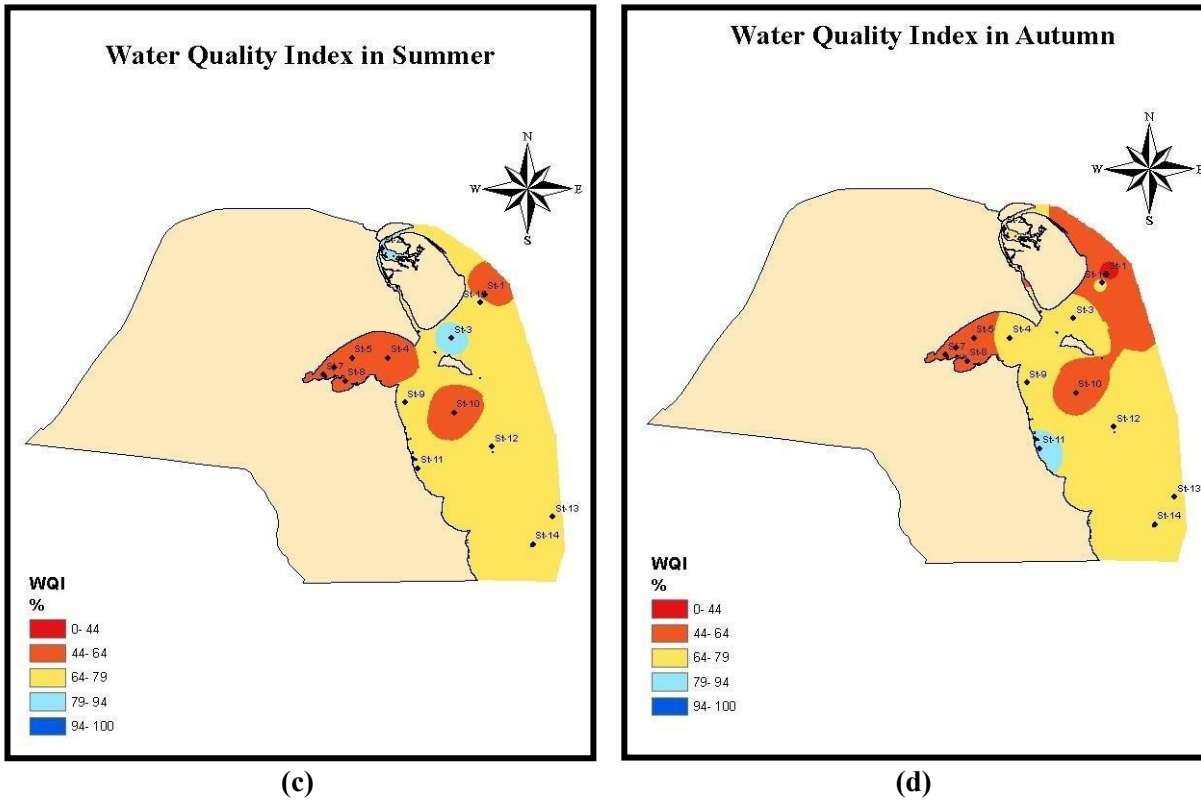 Water Quality Index in Summer
N
W
E
S
St-1
St-3
St-5
St-4
St-7
St-8
St-9
St-10
St-12
St-11
St-13
St-14
WQI
%
0- 44
44- 64
64- 79
79- 94
94- 100
(c)
Water Quality Index in Autumn
N
W
E
S
St-1
St-3
St-5
St-4
St-7
St-8
St-9
St-10
St-12
St-11
St-13
St-14
WQI
%
0- 44
44- 64
64- 79
79- 94
94- 100
(d)